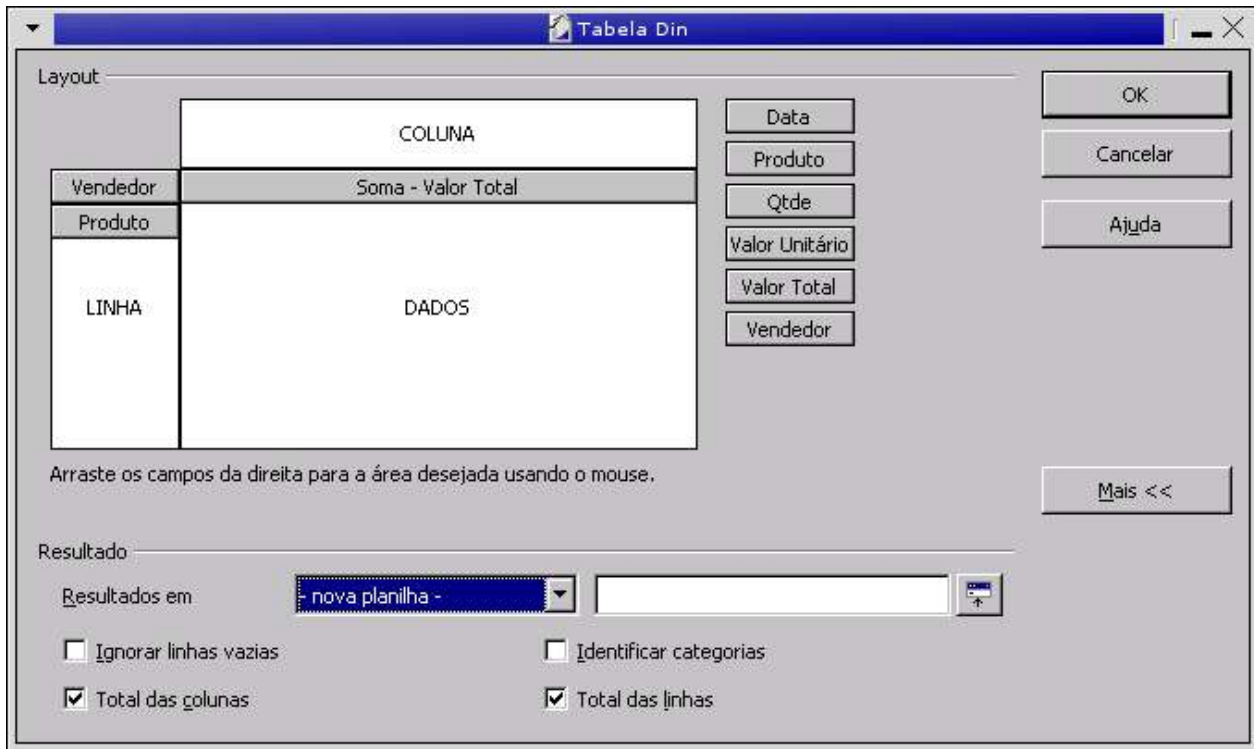 Tabela Din
Layout
OK
COLUNA
Data
Cancelar
Produto
Vendedor
Soma - Valor Total
Qtde
Produto
Ajuda
Valor Unitário
LINHA
DADOS
Valor Total
Vendedor
Arraste os campos da direita para a área desejada usando o mouse.
Mais <<
Resultado
Resultados em
- nova planilha -
Ignorar linhas vazias
Identificar categorias
Total das colunas
Total das linhas